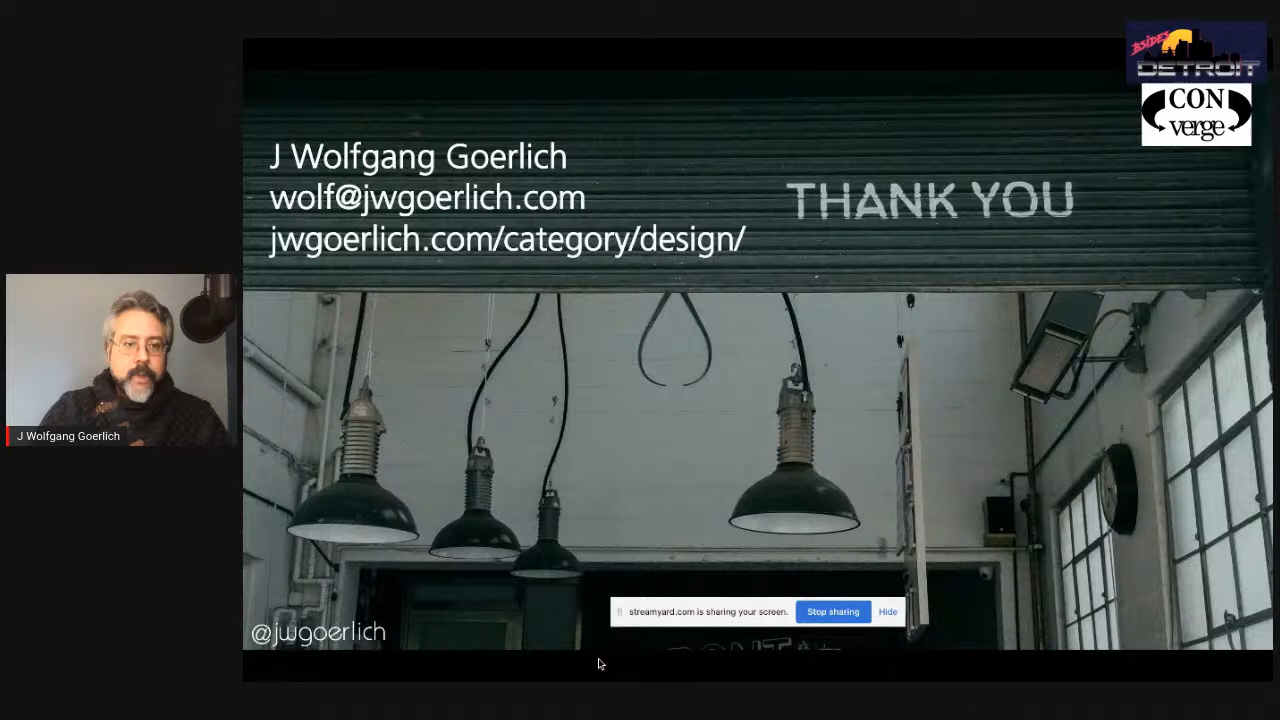 BSIDES
DETROIT
CON
verge
J Wolfgang Goerlich
wolf@jwgoerlich.com
jwgoerlich.com/category/design/
THANK YOU
J Wolfgang Goerlich
streamyard.com is sharing your screen.
Stop sharing
Hide
@jwgoerlich